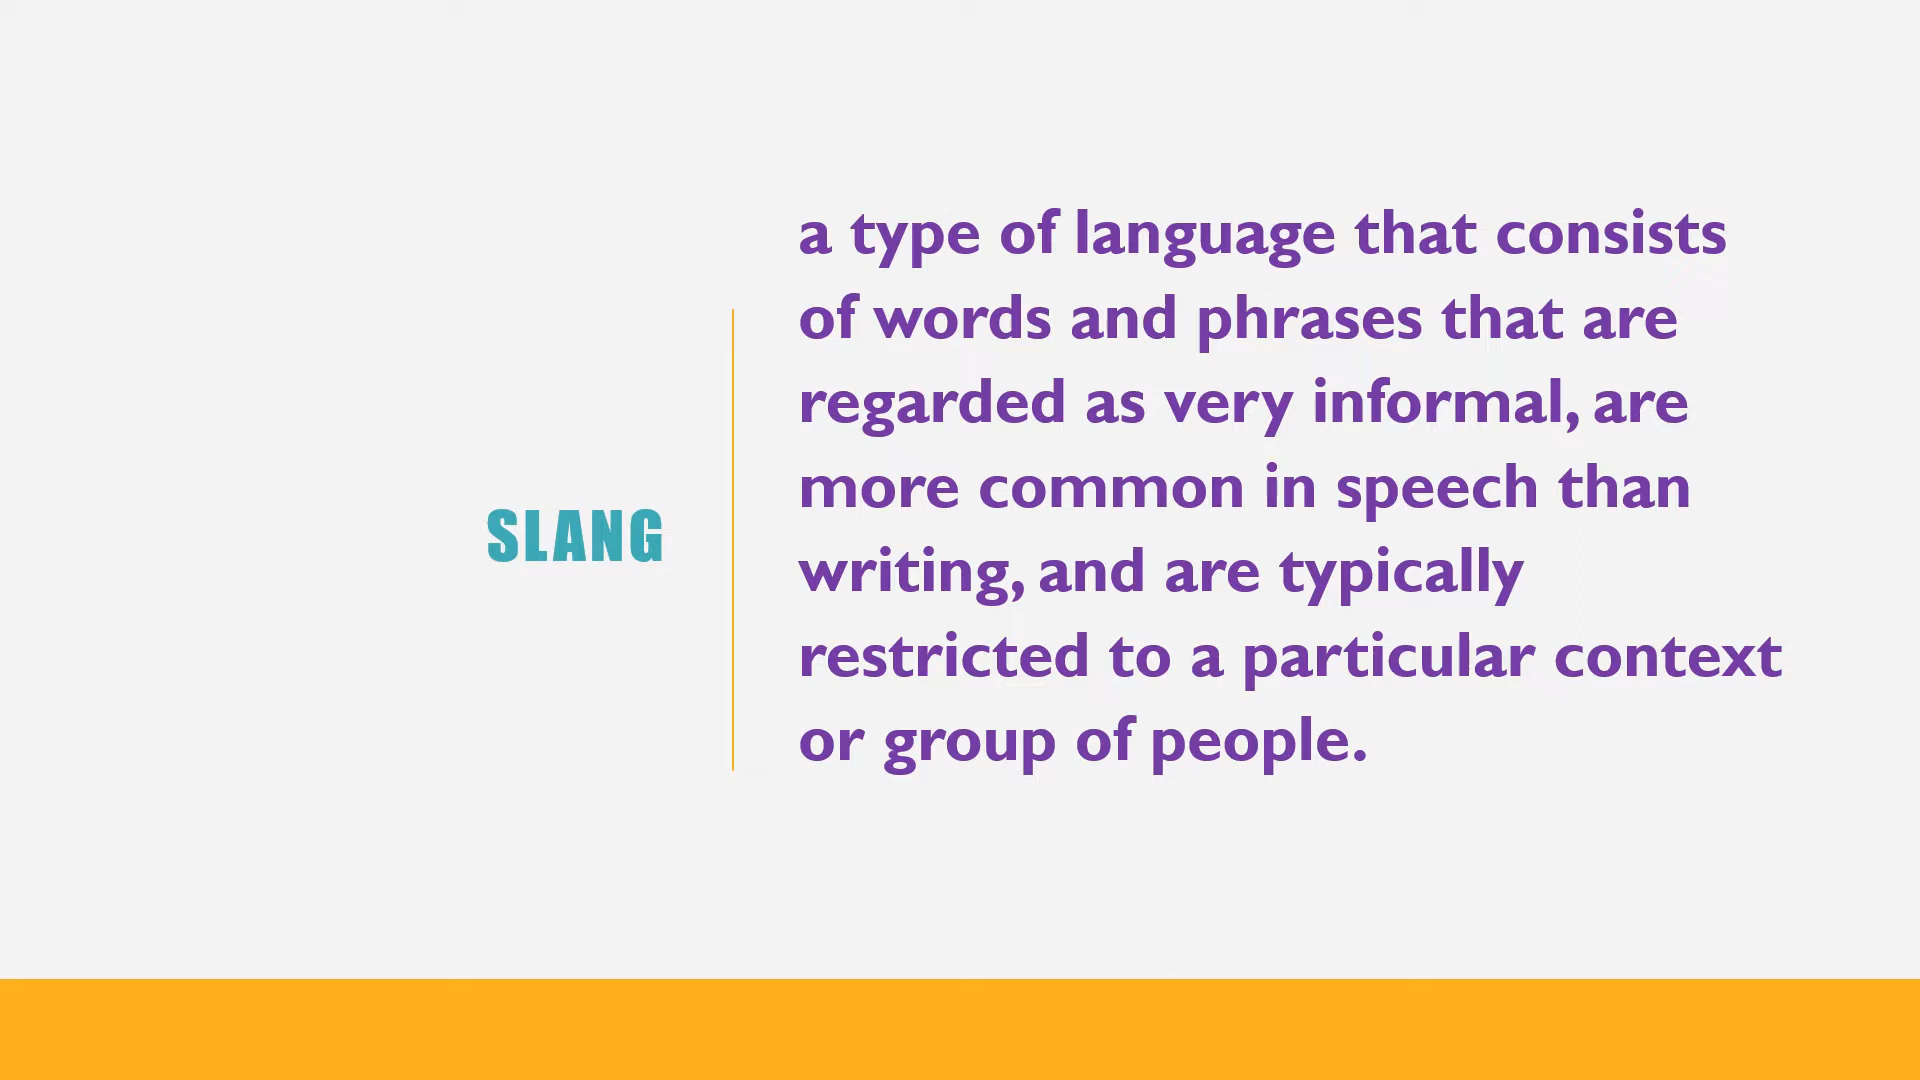 SLANG
a type of language that consists
of words and phrases that are
regarded as very informal, are
more common in speech than
writing, and are typically
restricted to a particular context
or group of people.